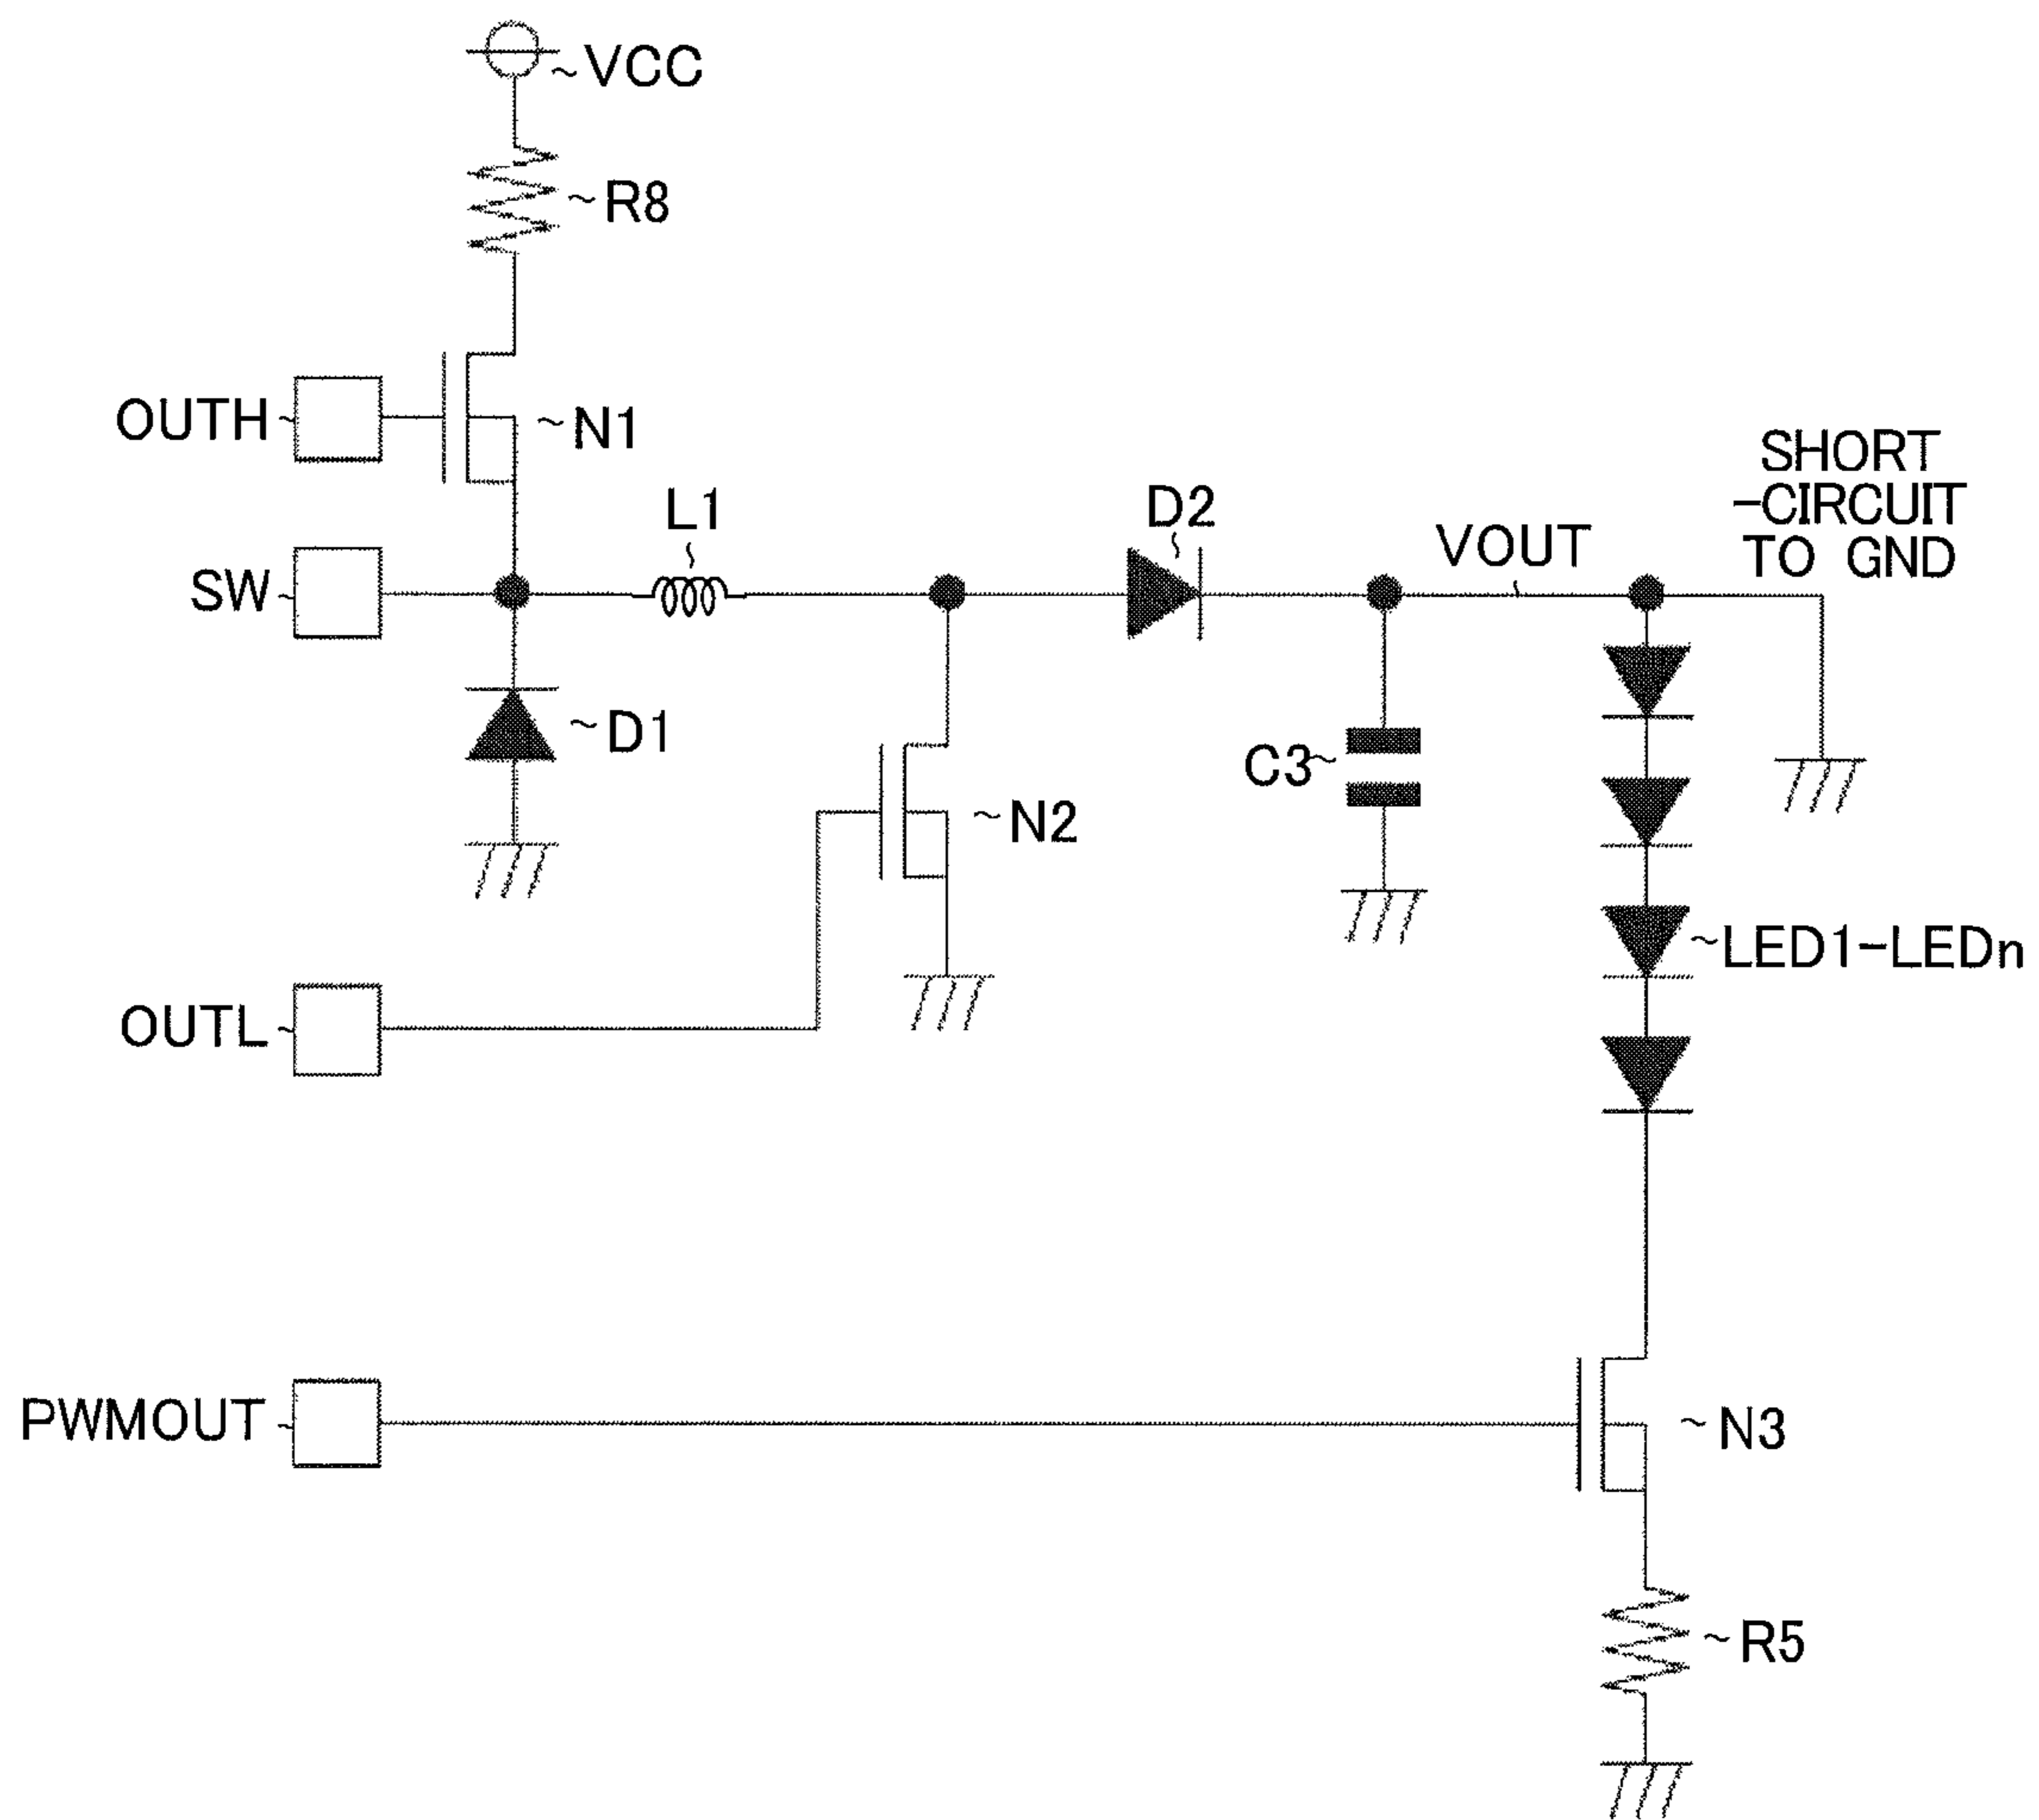 VCC
R8
OUTH
N1
SHORT
-CIRCUIT
TO GND
L1
D2
VOUT
SW
D1
C3
N2
LED1-LEDn
OUTL
PWMOUT
N3
R5